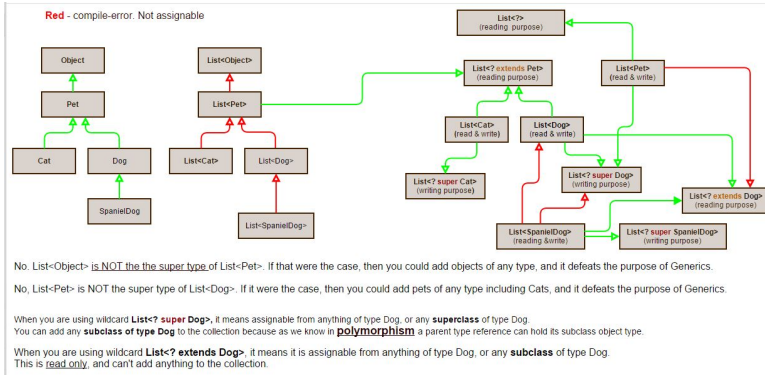 Red - compile-error. Not assignable
Object
Pet
Cat
Dog
SpanielDog
List<Object>
List<Pet>
List<Cat>
List<Dog>
List<SpanielDog>
List<?>
(reading purpose)
List<? extends Pet>
(reading purpose)
List<Pet>
(read & write)
List<Cat>
(read & write)
List<Dog>
(read & write)
List<? super Cat>
(writing purpose)
List<? super Dog>
(writing purpose)
List<? extends Dog>
(reading purpose)
List<SpanielDog>
(reading &write)
List<? super SpanielDog>
(writing purpose)
No. List<Object> is NOT the the super type of List<Pet>. If that were the case, then you could add objects of any type, and it defeats the purpose of Generics.
No, List<Pet> is NOT the super type of List<Dog>. If it were the case, then you could add pets of any type including Cats, and it defeats the purpose of Generics.
When you are using wildcard List<? super Dog>, it means assignable from anything of type Dog, or any superclass of type Dog.
You can add any subclass of type Dog to the collection because as we know in polymorphism a parent type reference can hold its subclass object type.
When you are using wildcard List<? extends Dog>, it means it is assignable from anything of type Dog, or any subclass of type Dog.
This is read only, and can't add anything to the collection.